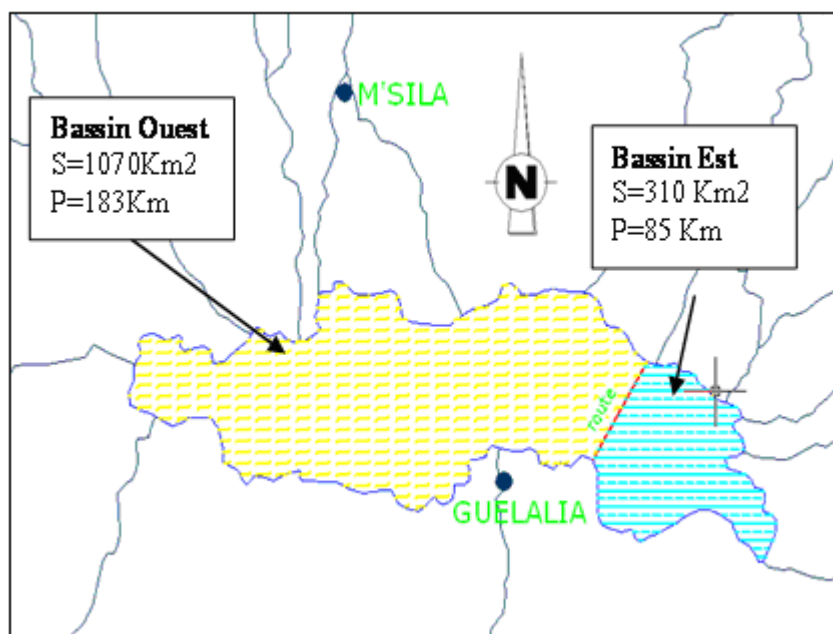 M'SILA
Bassin Ouest
S=1070Km2
P=183Km
Bassin Est
S=310 Km2
P=85 Km
N
route
GUELALIA